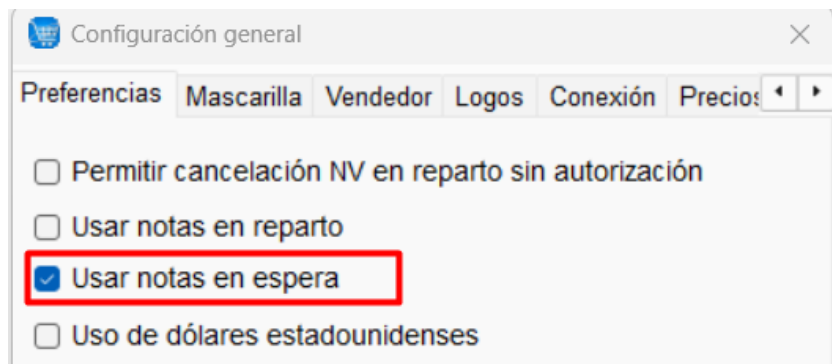 Configuración general
Preferencias Mascarilla Vendedor Logos Conexión Precios
Permitir cancelación NV en reparto sin autorización
Usar notas en reparto
Usar notas en espera
Uso de dólares estadounidenses